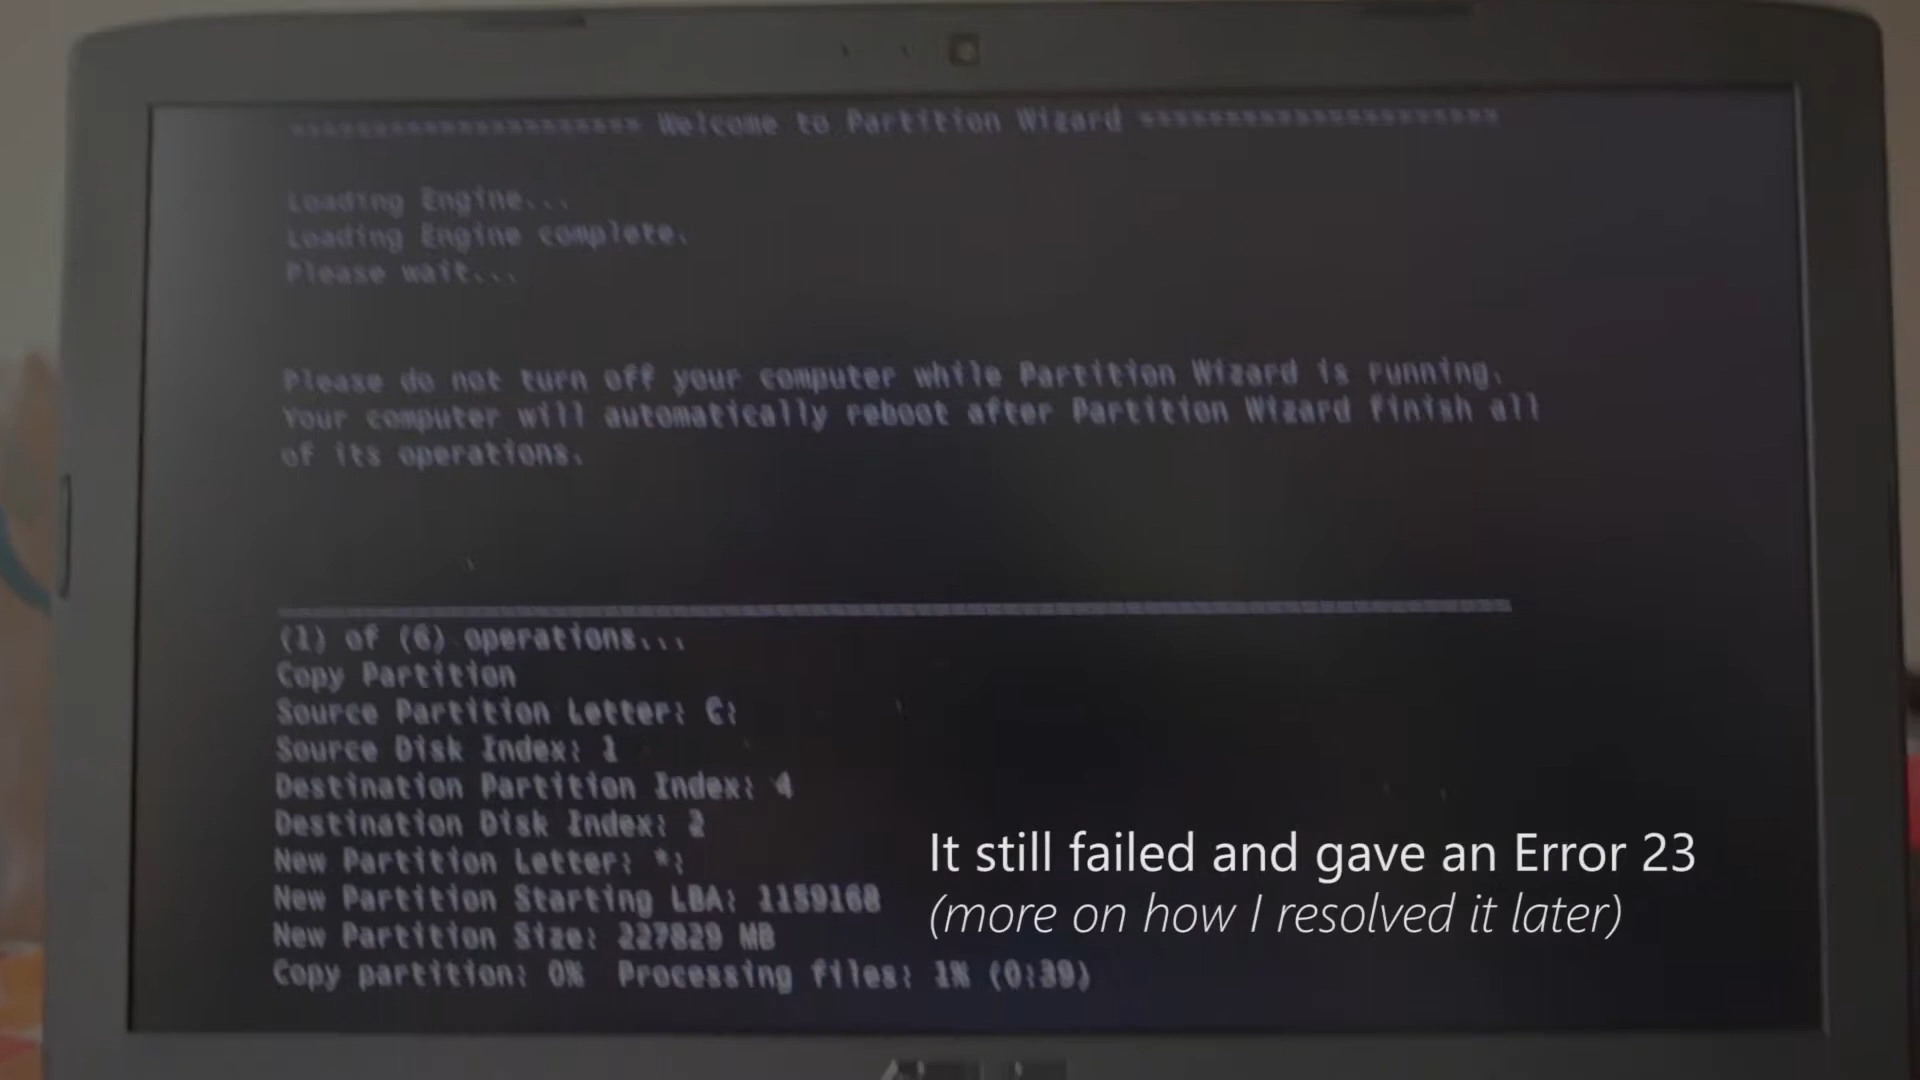 ==================== Welcome to Partition Wizard ====================
Loading Engine...
Loading Engine complete.
Please wait...
Please do not turn off your computer while Partition Wizard is running.
Your computer will automatically reboot after Partition Wizard finish all
of its operations.
(1) of (6) operations...
Copy Partition
Source Partition Letter: C:
Source Disk Index: 1
Destination Partition Index: 4
Destination Disk Index: 2
New Partition Letter: *:
New Partition Starting LBA: 1159168
New Partition Size: 227829 MB
Copy partition: 0%  Processing files: 1% (0:39)
It still failed and gave an Error 23
(more on how I resolved it later)